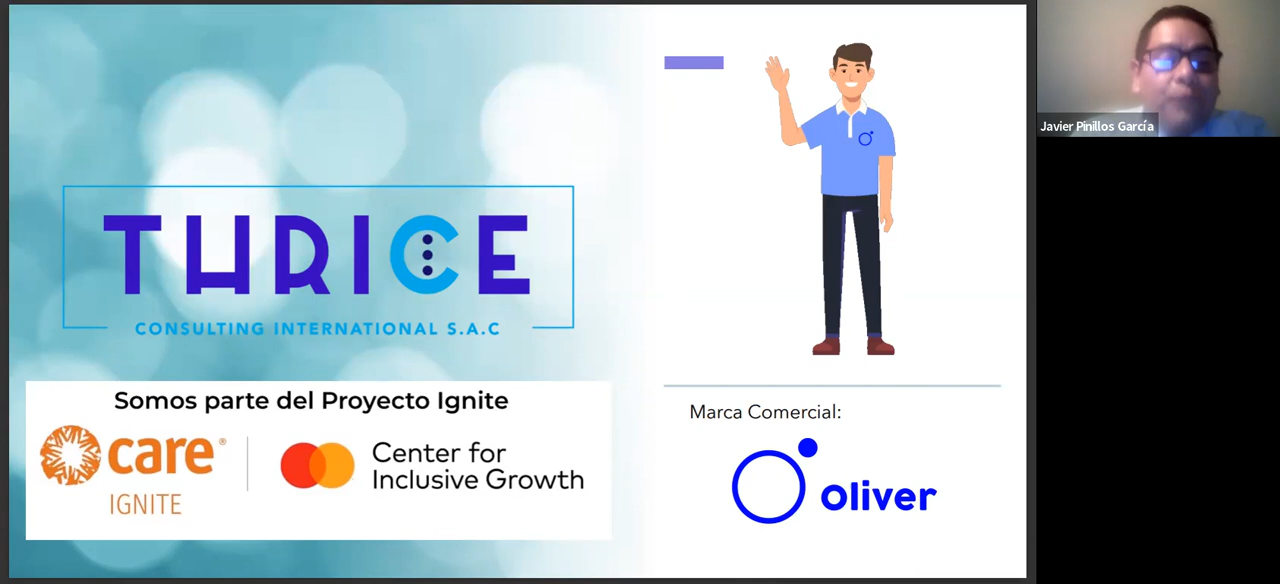 THRICE
CONSULTING INTERNATIONAL S.A.C
Somos parte del Proyecto Ignite
care®
IGNITE
Center for
Inclusive Growth
Marca Comercial:
oliver
Javier Pinillos García